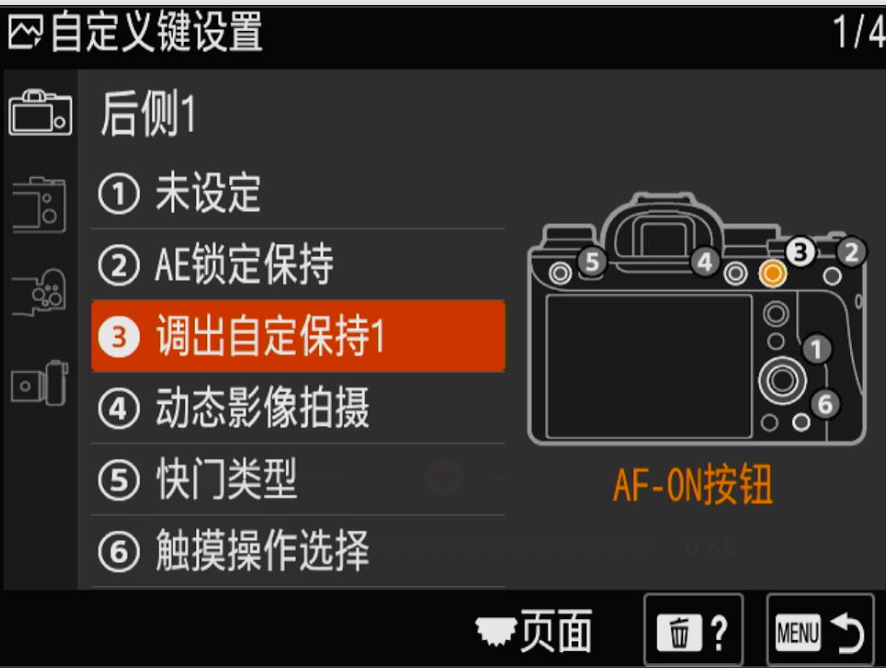 自定义键设置 1/4
后侧1
① 未设定
② AE锁定保持
③ 调出自定保持1
④ 动态影像拍摄
⑤ 快门类型
⑥ 触摸操作选择
⑤ ④ ③ ②
①
⑥
AF-ON按钮
0 KB
页面 ? MENU